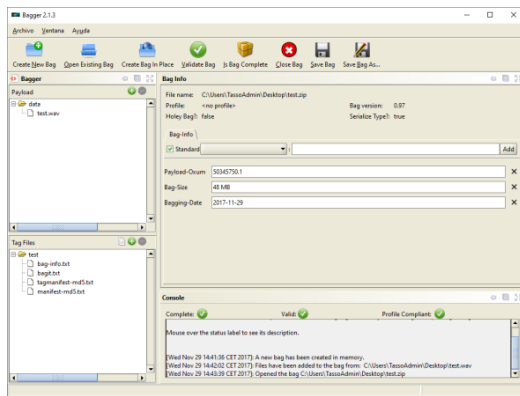 Bagger 2.1.3
Archivo Ventana Ayuda
Create New Bag Open Existing Bag Create Bag In Place Validate Bag Is Bag Complete Close Bag Save Bag Save Bag As...
Bagger
Payload
data
test.wav
Tag Files
test
bag-info.txt
bagit.txt
tagmanifest-md5.txt
manifest-md5.txt
Bag Info
File name: C:\Users\TassoAdmin\Desktop\test.zip
Profile: <no profile> Bag version: 0.97
Holey Bag?: false Serialize Type?: true
Bag-Info
Standard : Add
Payload-Oxum 50345750.1
Bag-Size 48 MB
Bagging-Date 2017-11-29
Console
Complete: Valid: Profile Compliant:
Mouse over the status label to see its description.
[Wed Nov 29 14:41:36 CET 2017]: A new bag has been created in memory.
[Wed Nov 29 14:42:02 CET 2017]: Files have been added to the bag from: C:\Users\TassoAdmin\Desktop\test.wav
[Wed Nov 29 14:43:39 CET 2017]: Opened the bag C:\Users\TassoAdmin\Desktop\test.zip